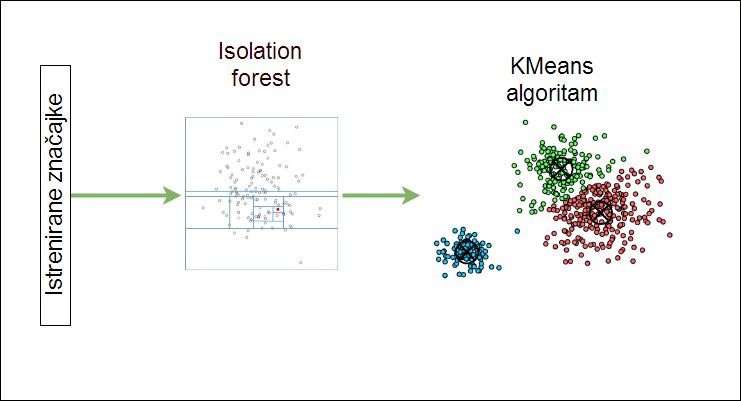 Istrenirane značajke
Isolation
forest
KMeans
algoritam